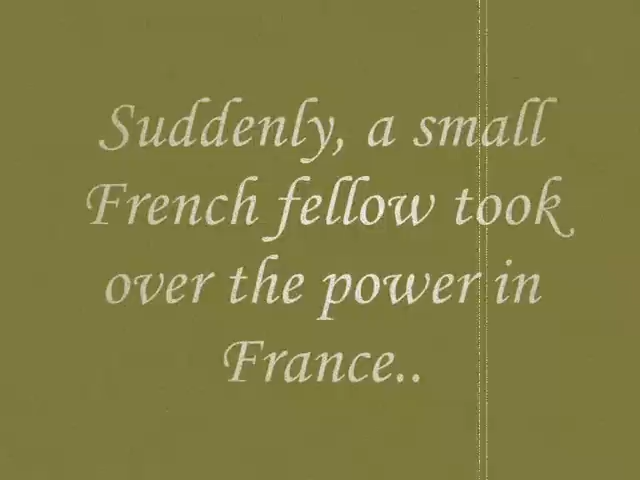 Suddenly, a small
French fellow took
over the power in
France..